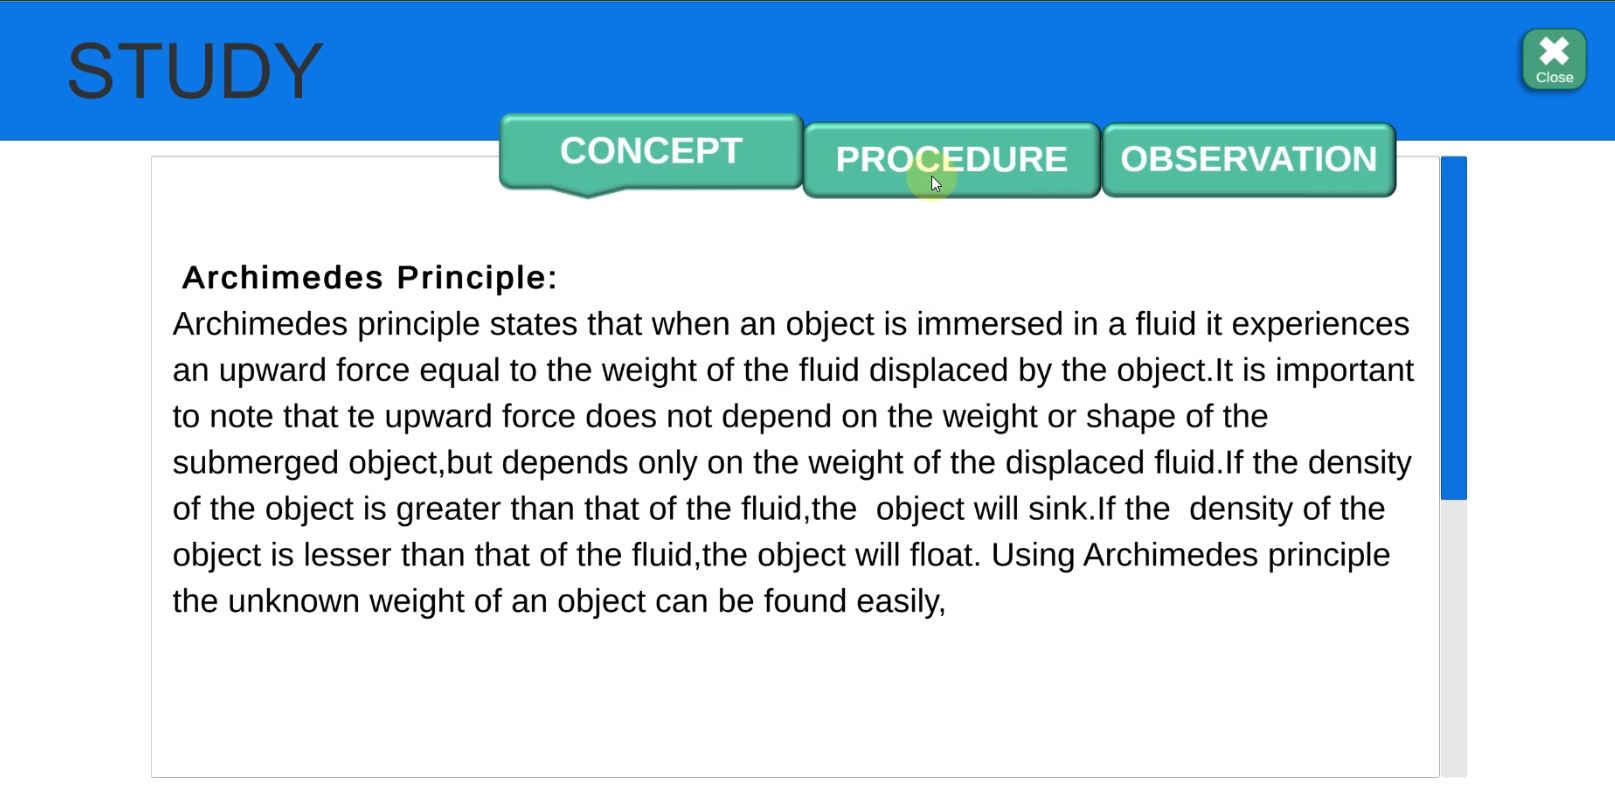 STUDY
Close
CONCEPT
PROCEDURE
OBSERVATION
Archimedes Principle:
Archimedes principle states that when an object is immersed in a fluid it experiences
an upward force equal to the weight of the fluid displaced by the object.It is important
to note that te upward force does not depend on the weight or shape of the
submerged object,but depends only on the weight of the displaced fluid.If the density
of the object is greater than that of the fluid,the  object will sink.If the  density of the
object is lesser than that of the fluid,the object will float. Using Archimedes principle
the unknown weight of an object can be found easily,